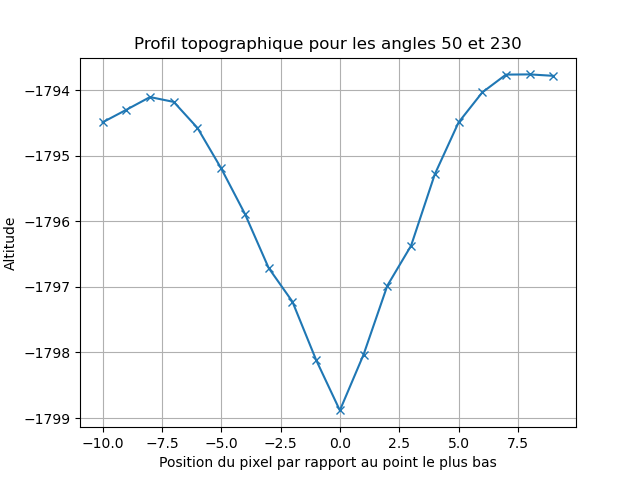 Profil topographique pour les angles 50 et 230
−1794
−1795
−1796
−1797
−1798
−1799
Altitude
−10.0 −7.5 −5.0 −2.5 0.0 2.5 5.0 7.5
Position du pixel par rapport au point le plus bas